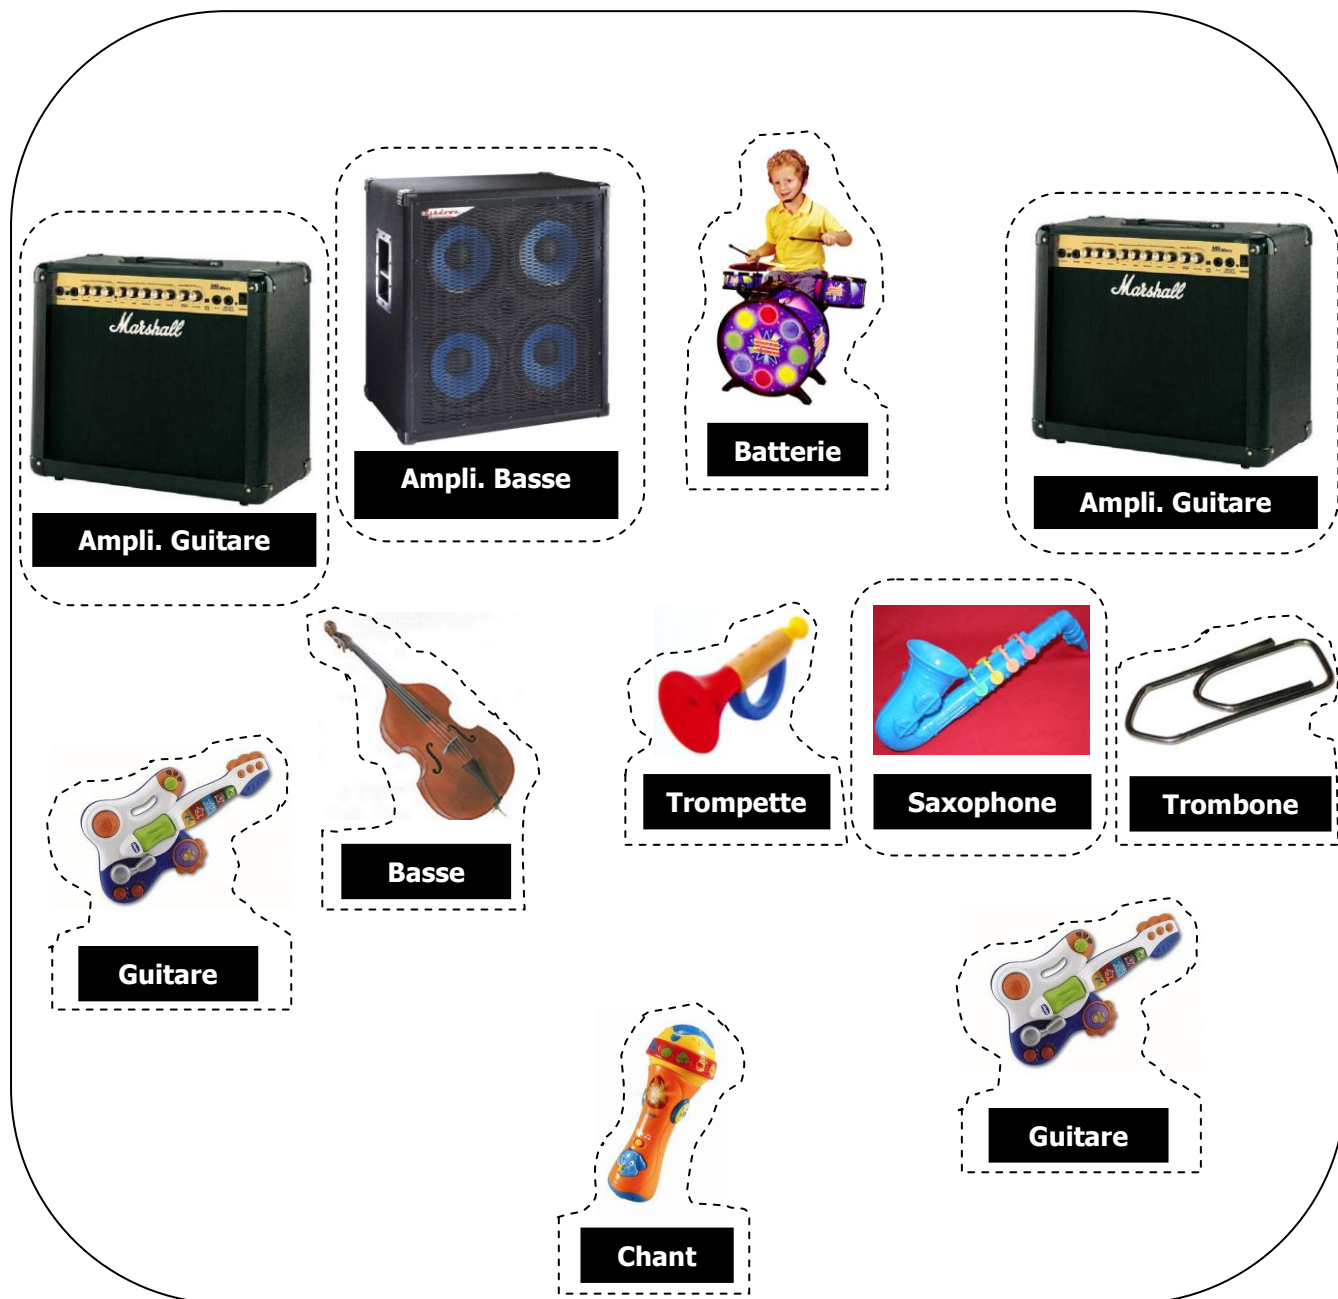 Marshall
Ampli. Guitare
Ampli. Basse
Batterie
Marshall
Ampli. Guitare
Basse
Trompette
Saxophone
Trombone
Guitare
Guitare
Chant